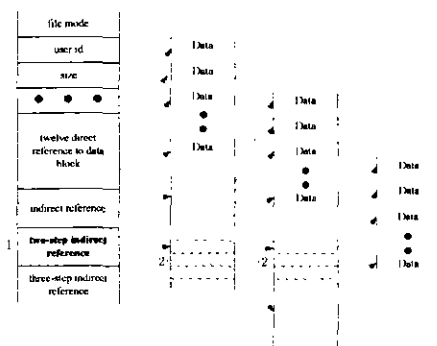 file mode
user id
size
twelve direct
reference to data
block
indirect reference
1
two-step indirect
reference
three-step indirect
reference
Data
Data
Data
Data
2
Data
Data
Data
Data
2
Data
Data
Data
Data